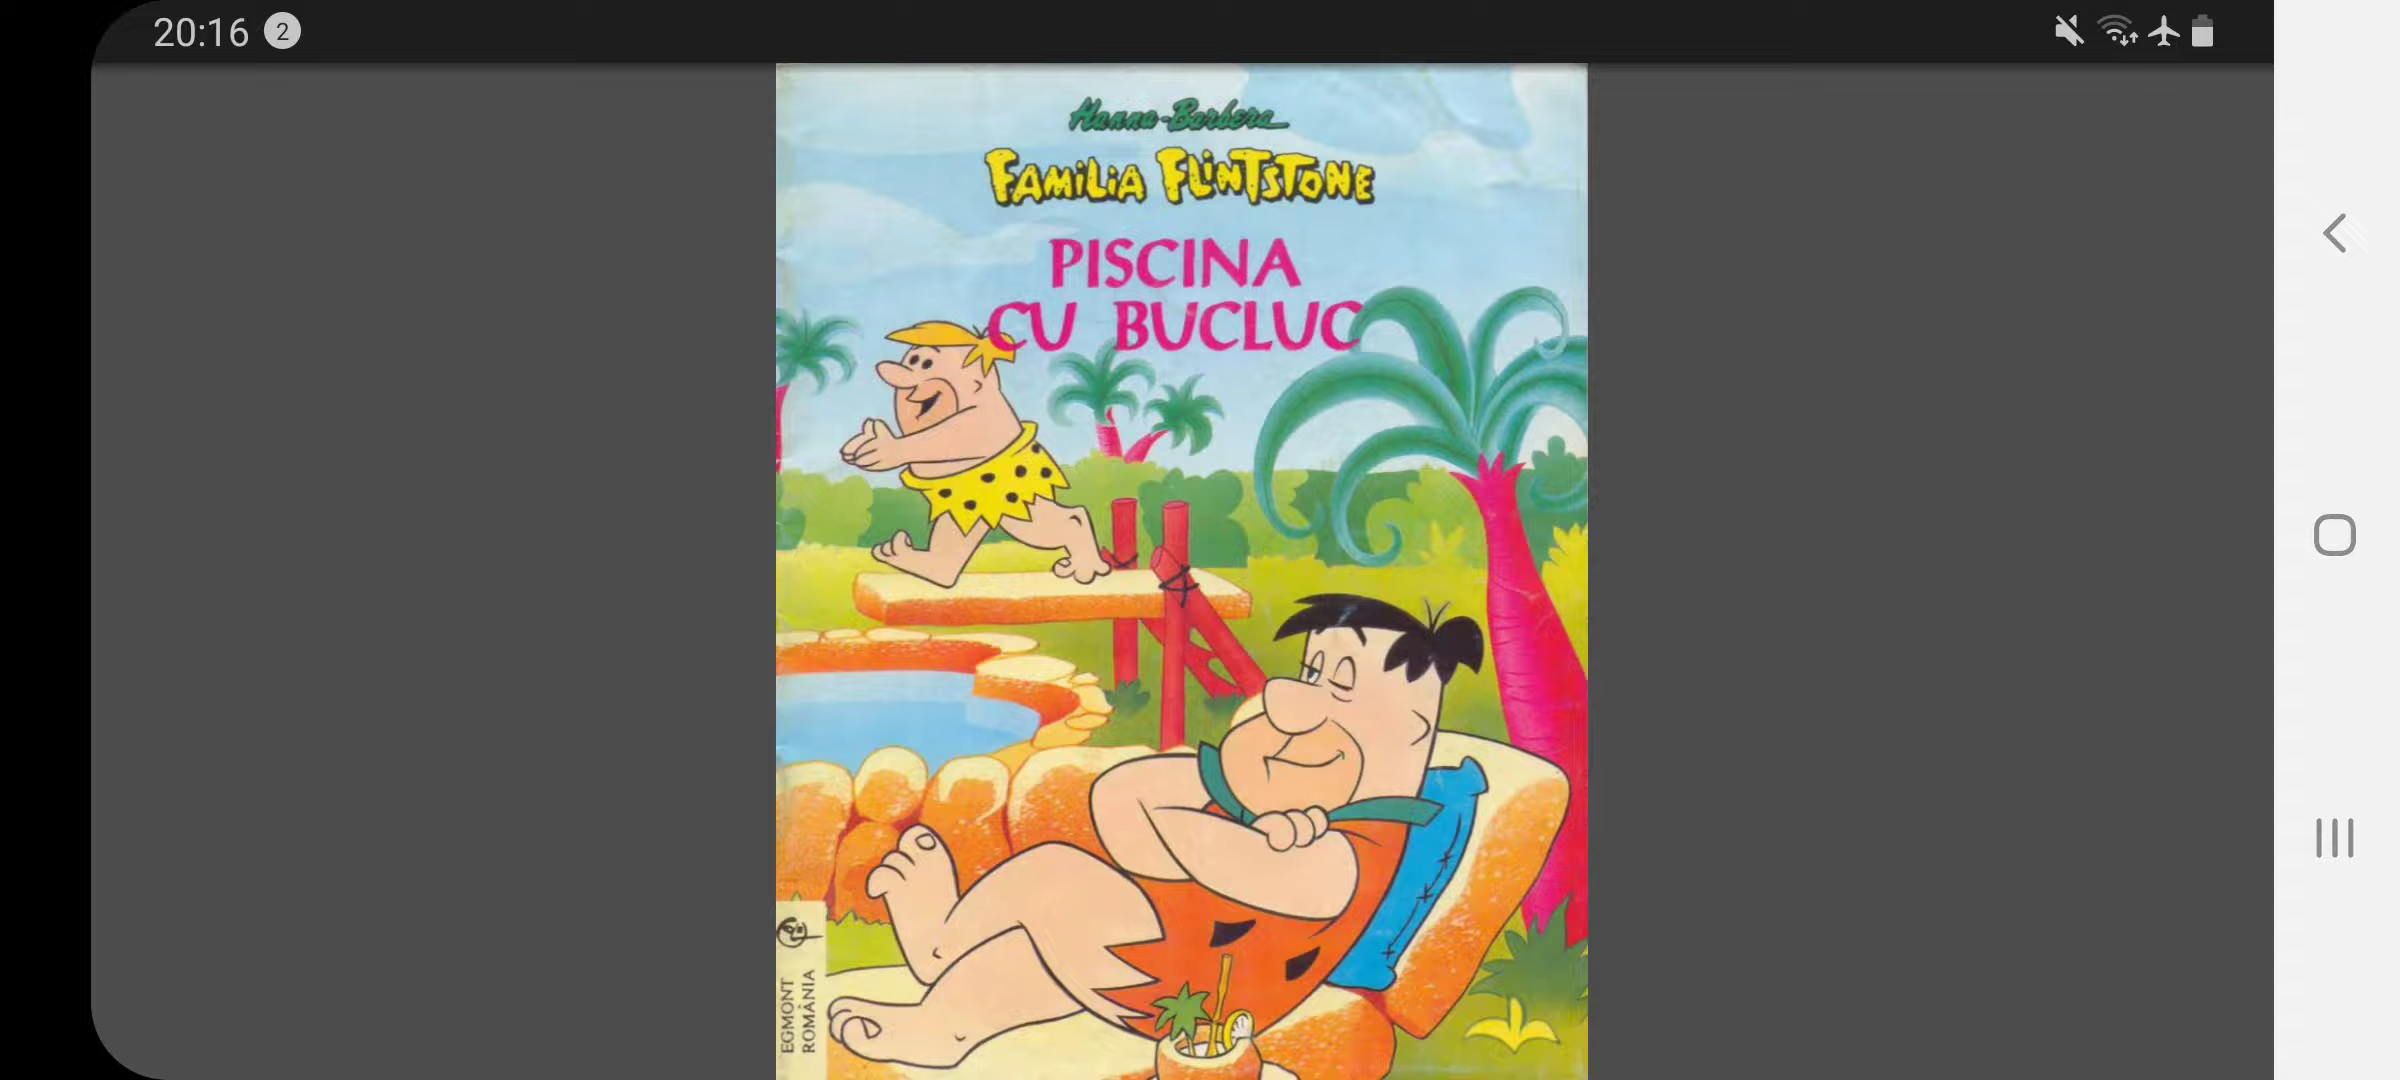 20:16 2
Hanna-Barbera
FAMiLiA FLiNTSTONE
PISCINA
CU BUCLUC
EGMONT
ROMÂNIA